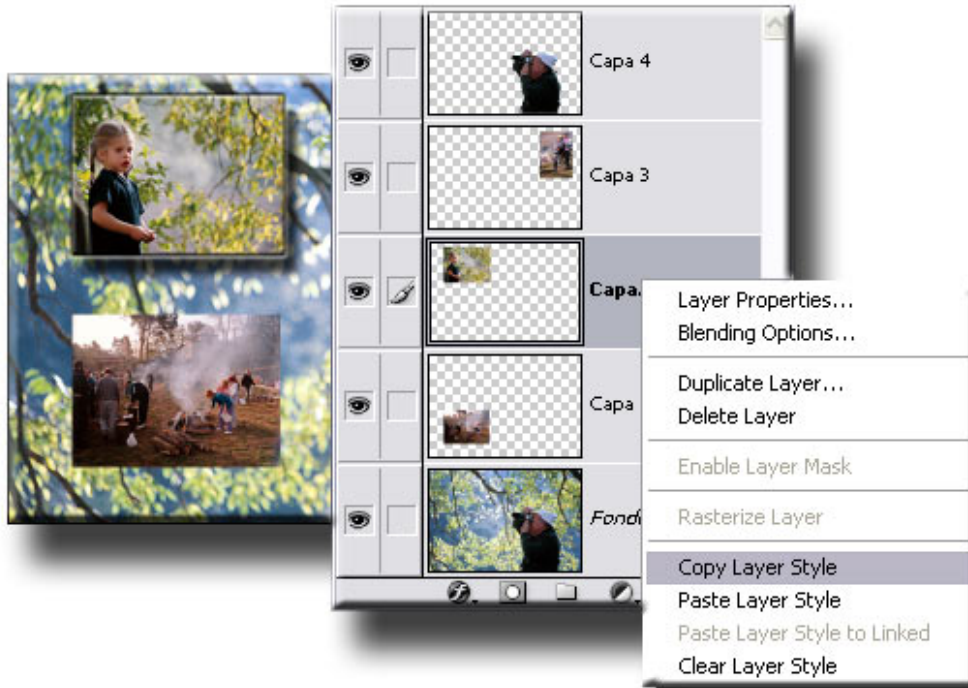 Capa 4
Capa 3
Capa
Layer Properties...
Blending Options...
Duplicate Layer...
Delete Layer
Enable Layer Mask
Rasterize Layer
Capa
Fond
Copy Layer Style
Paste Layer Style
Paste Layer Style to Linked
Clear Layer Style